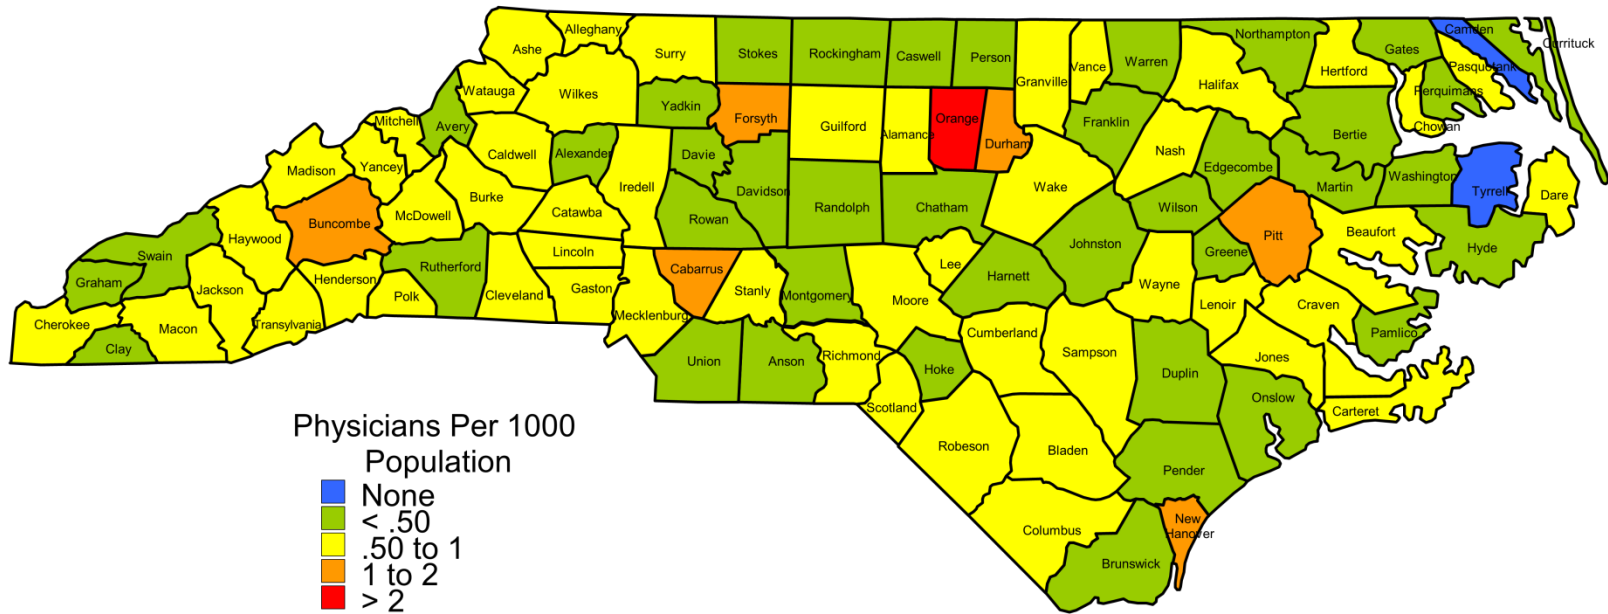 Alleghany
Ashe
Surry
Stokes
Rockingham
Caswell
Person
Granville
Vance
Warren
Northampton
Halifax
Hertford
Gates
Camden
Currituck
Pasquotank
Perquimans
Chowan
Watauga
Wilkes
Yadkin
Forsyth
Guilford
Alamance
Orange
Durham
Franklin
Nash
Bertie
Mitchell
Avery
Caldwell
Alexander
Davie
Iredell
Davidson
Madison
Yancey
Burke
McDowell
Catawba
Rowan
Randolph
Chatham
Wake
Edgecombe
Wilson
Martin
Washington
Tyrrell
Dare
Buncombe
Haywood
Swain
Graham
Rutherford
Lincoln
Cabarrus
Johnston
Pitt
Beaufort
Hyde
Greene
Lee
Harnett
Wayne
Henderson
Jackson
Polk
Cleveland
Gaston
Stanly
Montgomery
Moore
Lenoir
Craven
Cherokee
Macon
Transylvania
Mecklenburg
Clay
Cumberland
Sampson
Pamlico
Union
Anson
Richmond
Hoke
Duplin
Jones
Scotland
Onslow
Carteret
Robeson
Bladen
Pender
Columbus
New
Hanover
Brunswick
Physicians Per 1000
Population
None
< .50
.50 to 1
1 to 2
> 2